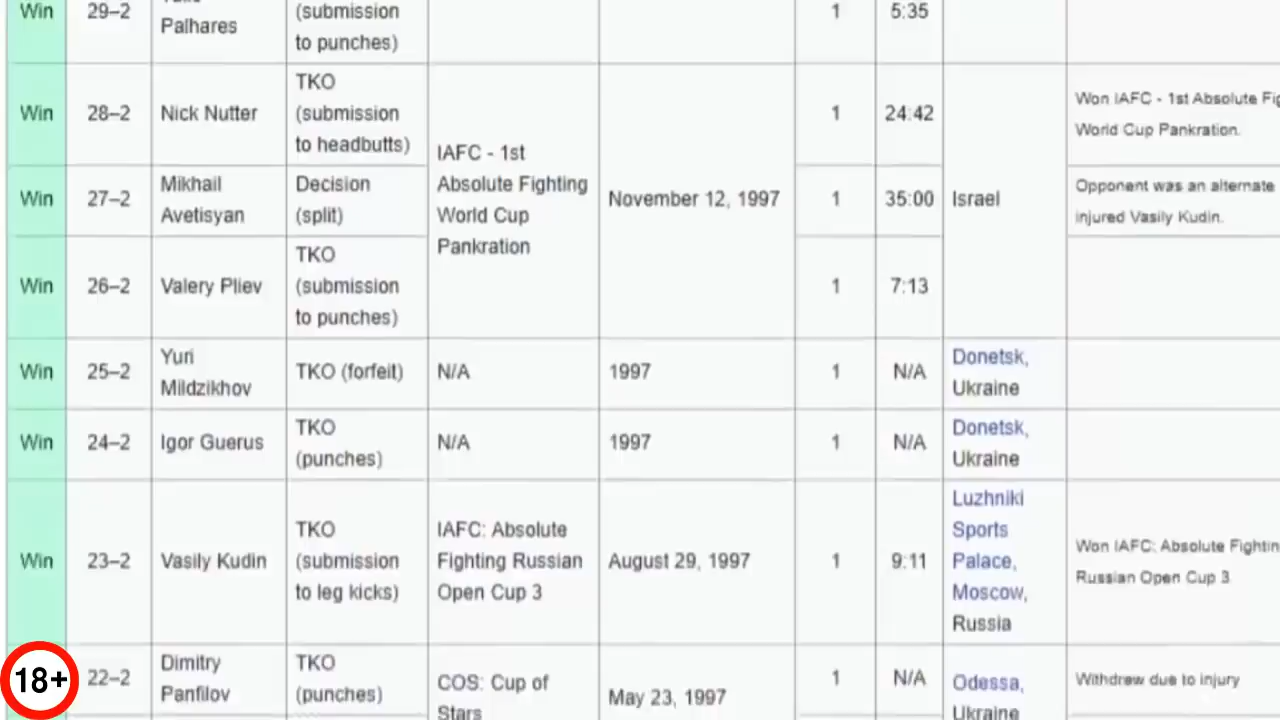 Win 29–2 Palhares (submission to punches) 1 5:35
Win 28–2 Nick Nutter TKO (submission to headbutts) IAFC - 1st Absolute Fighting World Cup Pankration November 12, 1997 1 24:42 Israel Won IAFC - 1st Absolute Fig World Cup Pankration.
Win 27–2 Mikhail Avetisyan Decision (split) 1 35:00 Opponent was an alternate injured Vasily Kudin.
Win 26–2 Valery Pliev TKO (submission to punches) 1 7:13
Win 25–2 Yuri Mildzikhov TKO (forfeit) N/A 1997 1 N/A Donetsk, Ukraine
Win 24–2 Igor Guerus TKO (punches) N/A 1997 1 N/A Donetsk, Ukraine
Win 23–2 Vasily Kudin TKO (submission to leg kicks) IAFC: Absolute Fighting Russian Open Cup 3 August 29, 1997 1 9:11 Luzhniki Sports Palace, Moscow, Russia Won IAFC: Absolute Fightin Russian Open Cup 3
22–2 Dimitry Panfilov TKO (punches) COS: Cup of Stars May 23, 1997 1 N/A Odessa, Ukraine Withdrew due to injury
18+